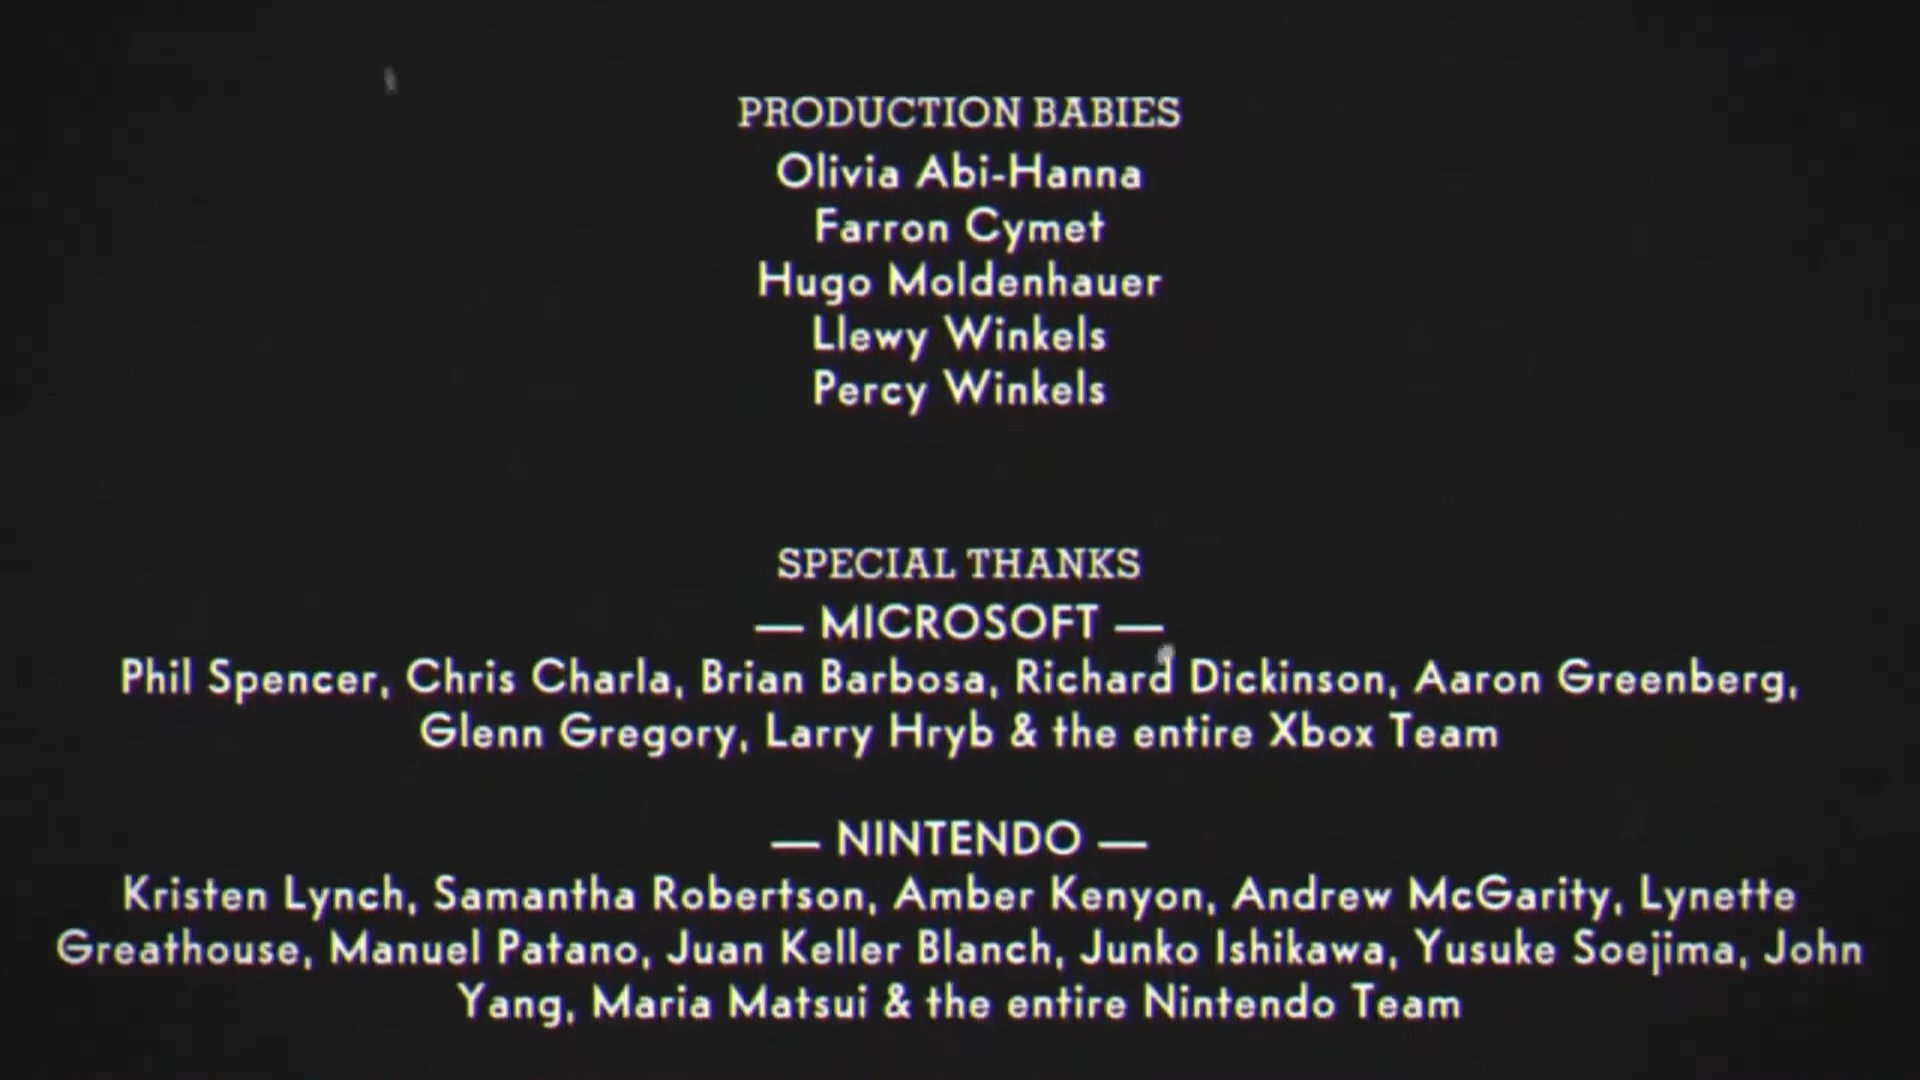 PRODUCTION BABIES
Olivia Abi-Hanna
Farron Cymet
Hugo Moldenhauer
Llewy Winkels
Percy Winkels
SPECIAL THANKS
— MICROSOFT —
Phil Spencer, Chris Charla, Brian Barbosa, Richard Dickinson, Aaron Greenberg,
Glenn Gregory, Larry Hryb & the entire Xbox Team
— NINTENDO —
Kristen Lynch, Samantha Robertson, Amber Kenyon, Andrew McGarity, Lynette
Greathouse, Manuel Patano, Juan Keller Blanch, Junko Ishikawa, Yusuke Soejima, John
Yang, Maria Matsui & the entire Nintendo Team